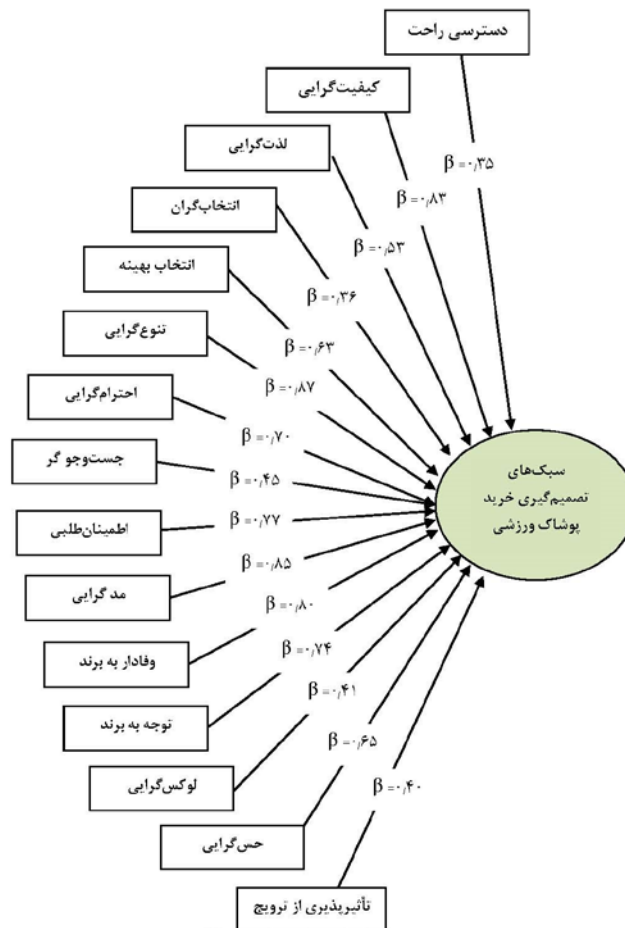 دسترسی راحت
کیفیت‌گرایی
لذت‌گرایی
انتخاب‌گران
انتخاب بهینه
تنوع‌گرایی
احترام‌گرایی
جست‌وجو گر
اطمینان‌طلبی
مد گرایی
وفادار به برند
توجه به برند
لوکس‌گرایی
حس‌گرایی
تأثیرپذیری از ترویج
β =۰٫۳۵
β =۰٫۸۳
β =۰٫۵۳
β =۰٫۳۶
β =۰٫۶۳
β =۰٫۸۷
β =۰٫۷۰
β =۰٫۴۵
β =۰٫۷۷
β =۰٫۸۵
β =۰٫۸۰
β =۰٫۷۴
β =۰٫۴۱
β =۰٫۶۵
β =۰٫۴۰
سبک‌های
تصمیم‌گیری خرید
پوشاک ورزشی